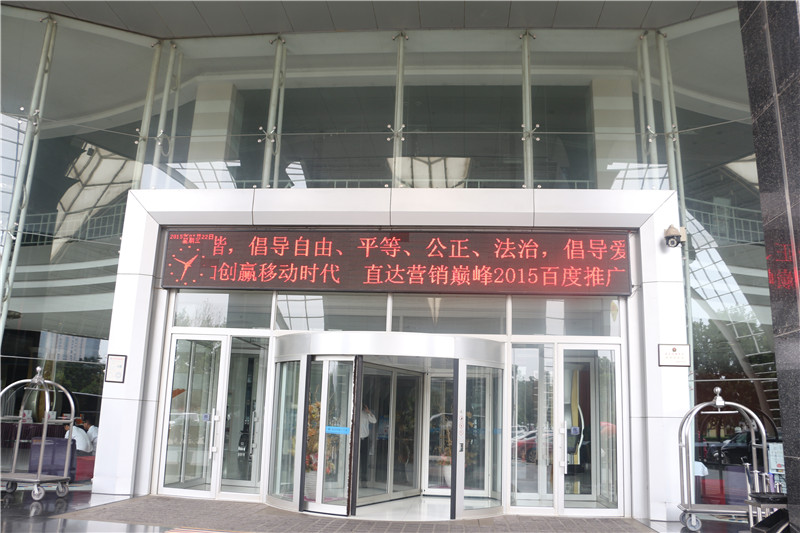 谐，倡导自由、平等、公正、法治，倡导爱
创赢移动时代 直达营销巅峰2015百度推广